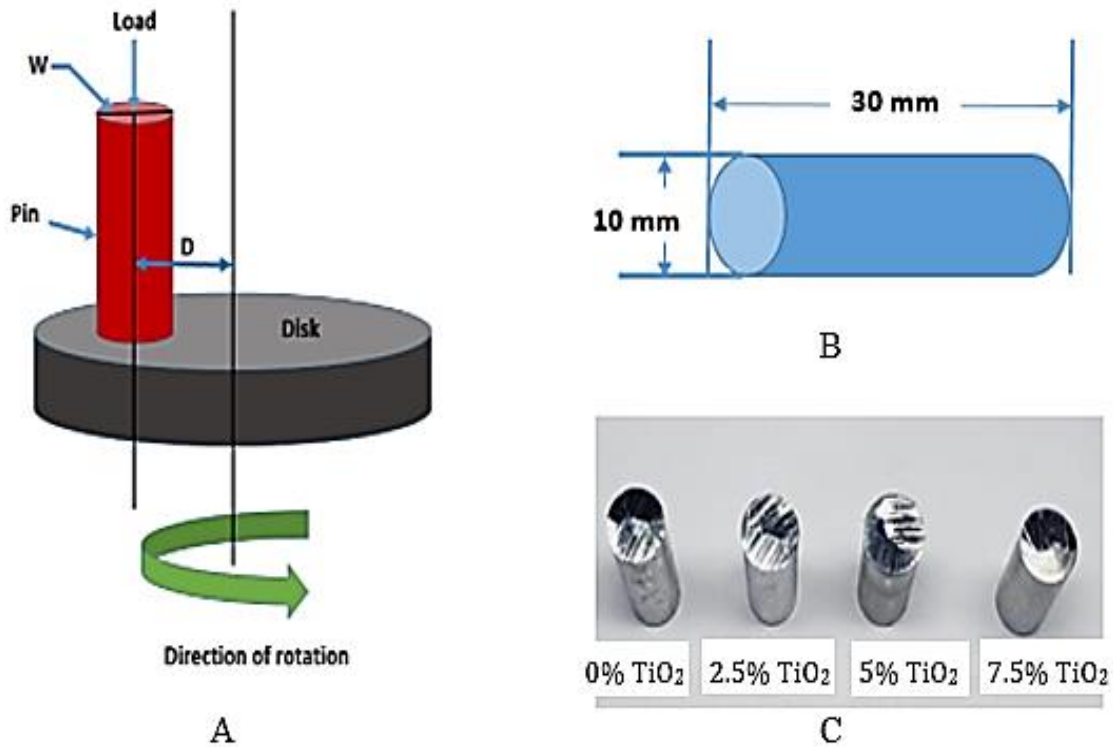 Load
W
Pin
D
Disk
Direction of rotation
A
30 mm
10 mm
B
0% TiO₂
2.5% TiO₂
5% TiO₂
7.5% TiO₂
C